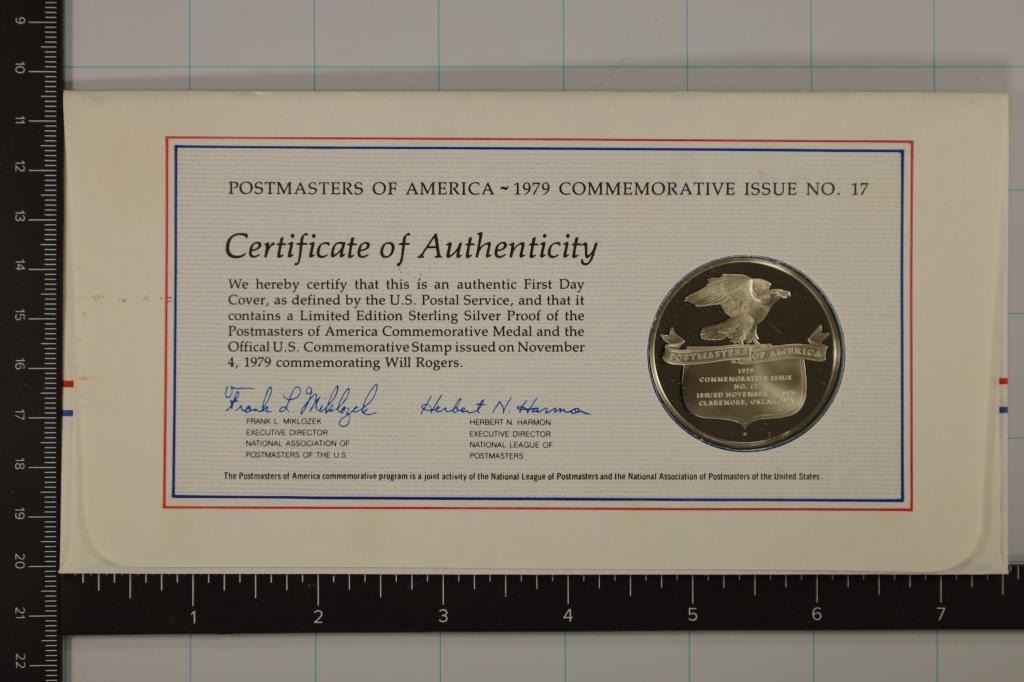 POSTMASTERS OF AMERICA ~ 1979 COMMEMORATIVE ISSUE NO. 17
Certificate of Authenticity
We hereby certify that this is an authentic First Day
Cover, as defined by the U.S. Postal Service, and that it
contains a Limited Edition Sterling Silver Proof of the
Postmasters of America Commemorative Medal and the
Offical U.S. Commemorative Stamp issued on November
4, 1979 commemorating Will Rogers.
Frank L. Miklozek
FRANK L. MIKLOZEK
EXECUTIVE DIRECTOR
NATIONAL ASSOCIATION OF
POSTMASTERS OF THE U.S.
Herbert N. Harmon
HERBERT N. HARMON
EXECUTIVE DIRECTOR
NATIONAL LEAGUE OF
POSTMASTERS
The Postmasters of America commemorative program is a joint activity of the National League of Postmasters and the National Association of Postmasters of the United States.
POSTMASTERS OF AMERICA
1979
COMMEMORATIVE ISSUE
NO. 17
ISSUED NOVEMBER
CLAREMORE, OKLAHOMA
9
10
11
12
13
14
15
16
17
18
19
20
21
22
1 2 3 4 5 6 7